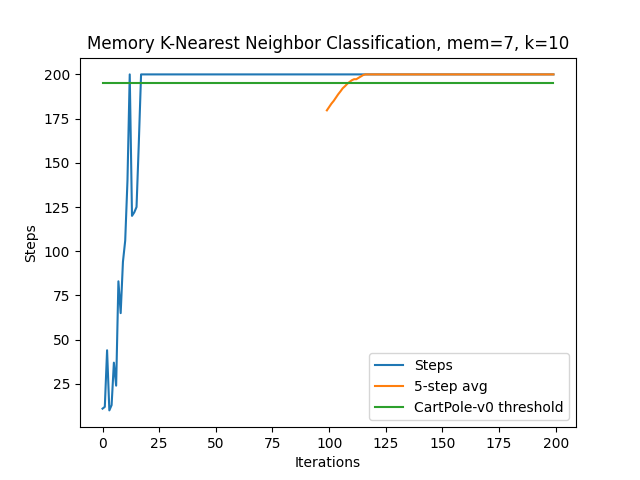 Memory K-Nearest Neighbor Classification, mem=7, k=10
200
175
150
125
100
75
50
25
Steps
Steps
5-step avg
CartPole-v0 threshold
0 25 50 75 100 125 150 175 200
Iterations